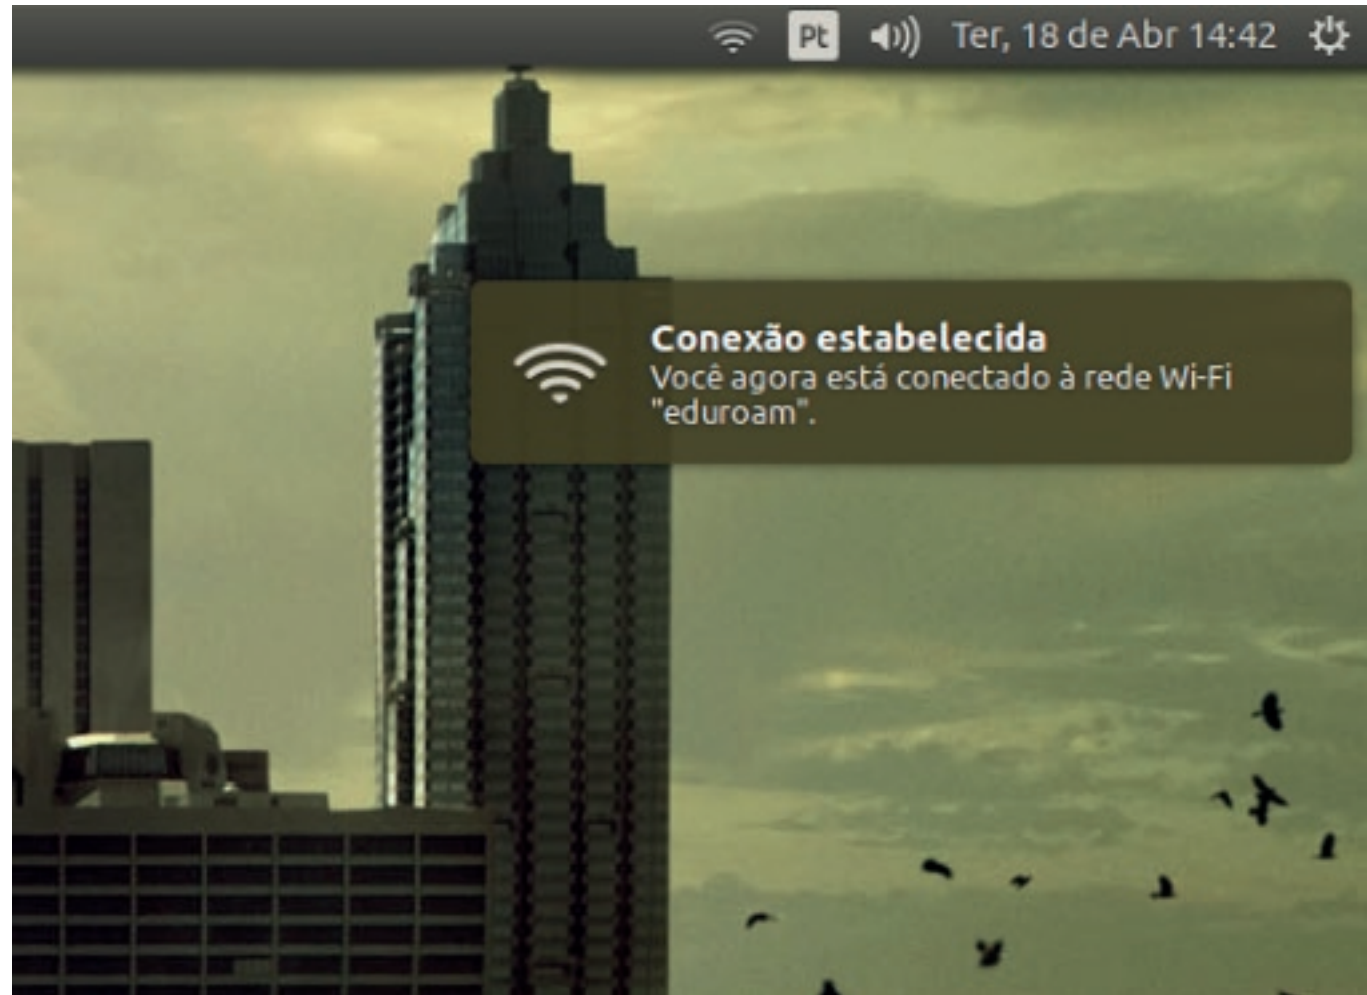 Pt Ter, 18 de Abr 14:42
Conexão estabelecida
Você agora está conectado à rede Wi-Fi
"eduroam".